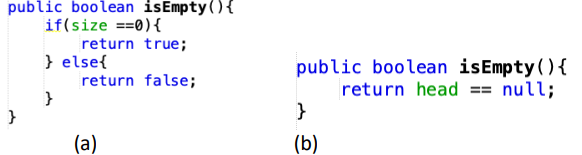 public boolean isEmpty(){
    if(size ==0){
        return true;
    } else{
        return false;
    }
}
(a)
public boolean isEmpty(){
    return head == null;
}
(b)